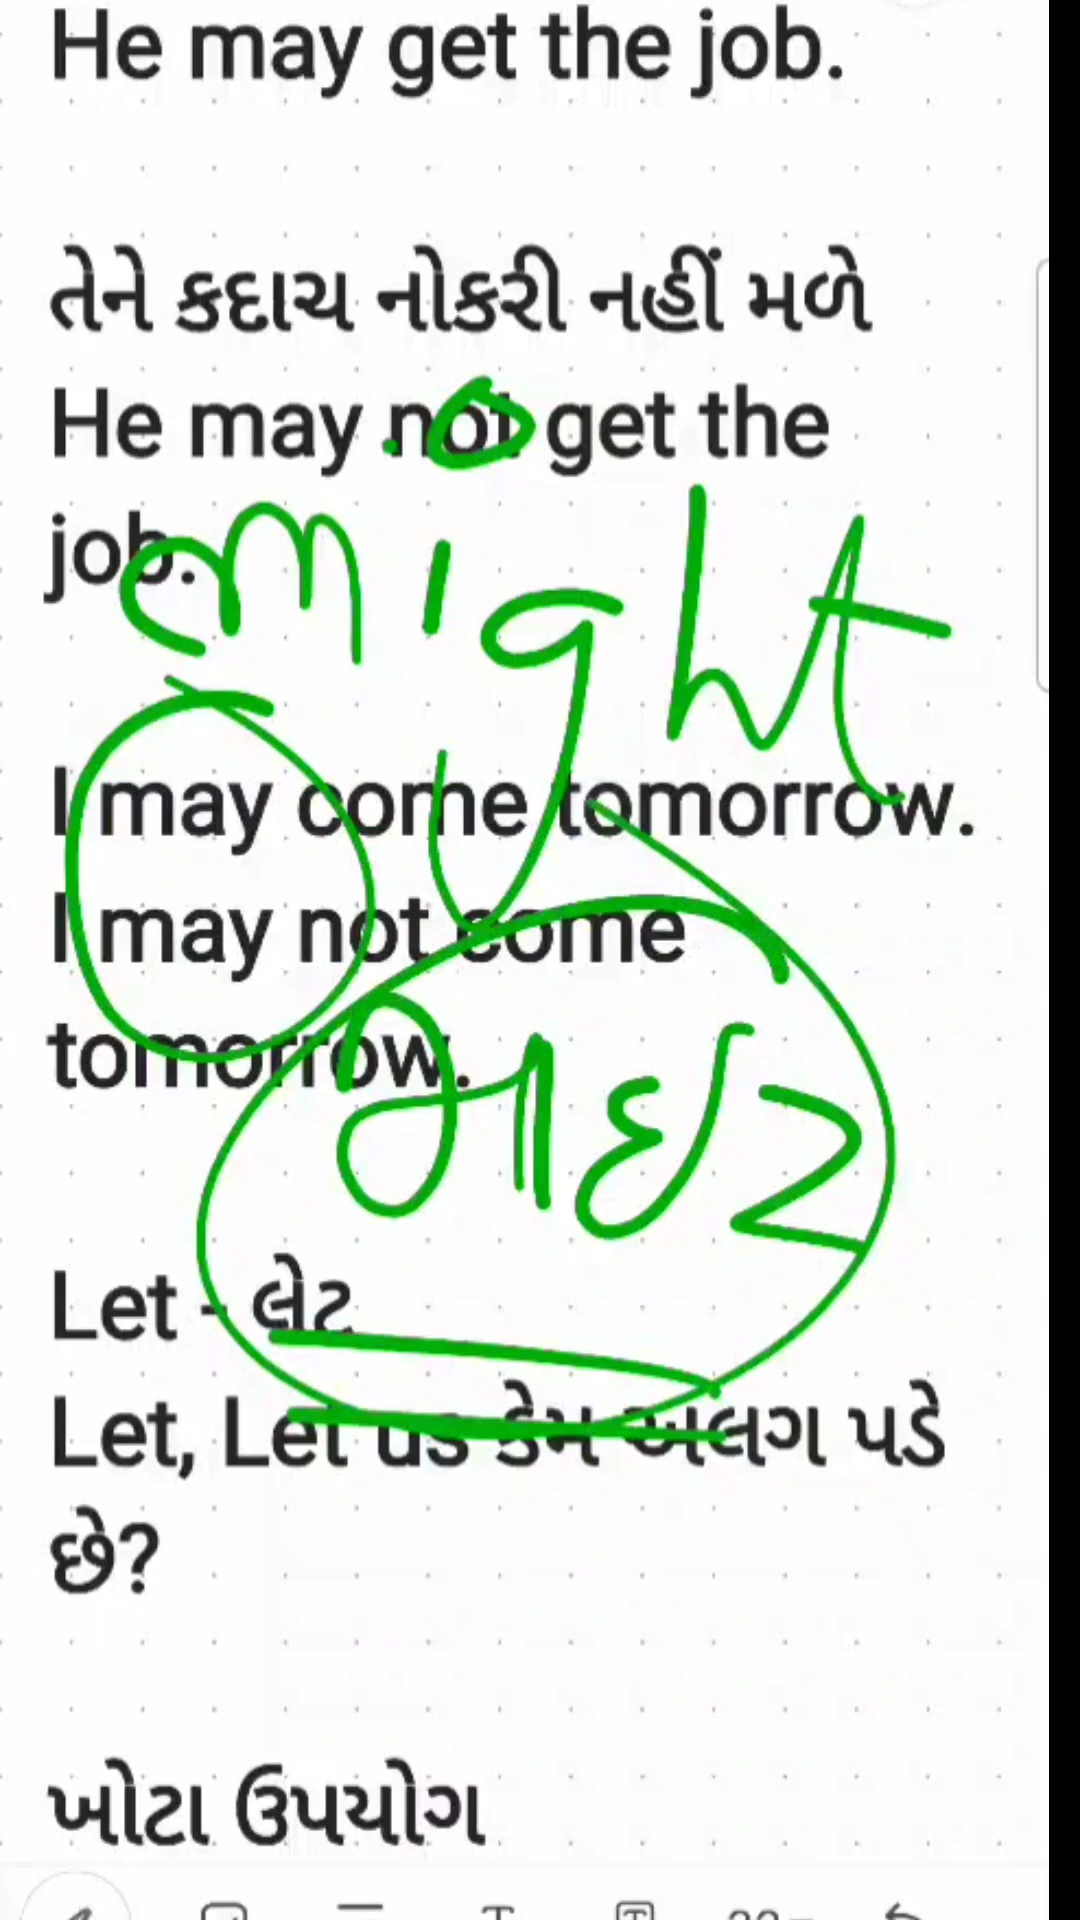 He may get the job.
તેને કદાચ નોકરી નહીં મળે
He may not get the
job.
might
I may come tomorrow.
I may not come
tomorrow.
માઇટ
Let - લેટ
Let, Let us કેમ અલગ પડે
છે?
ખોટા ઉપયોગ